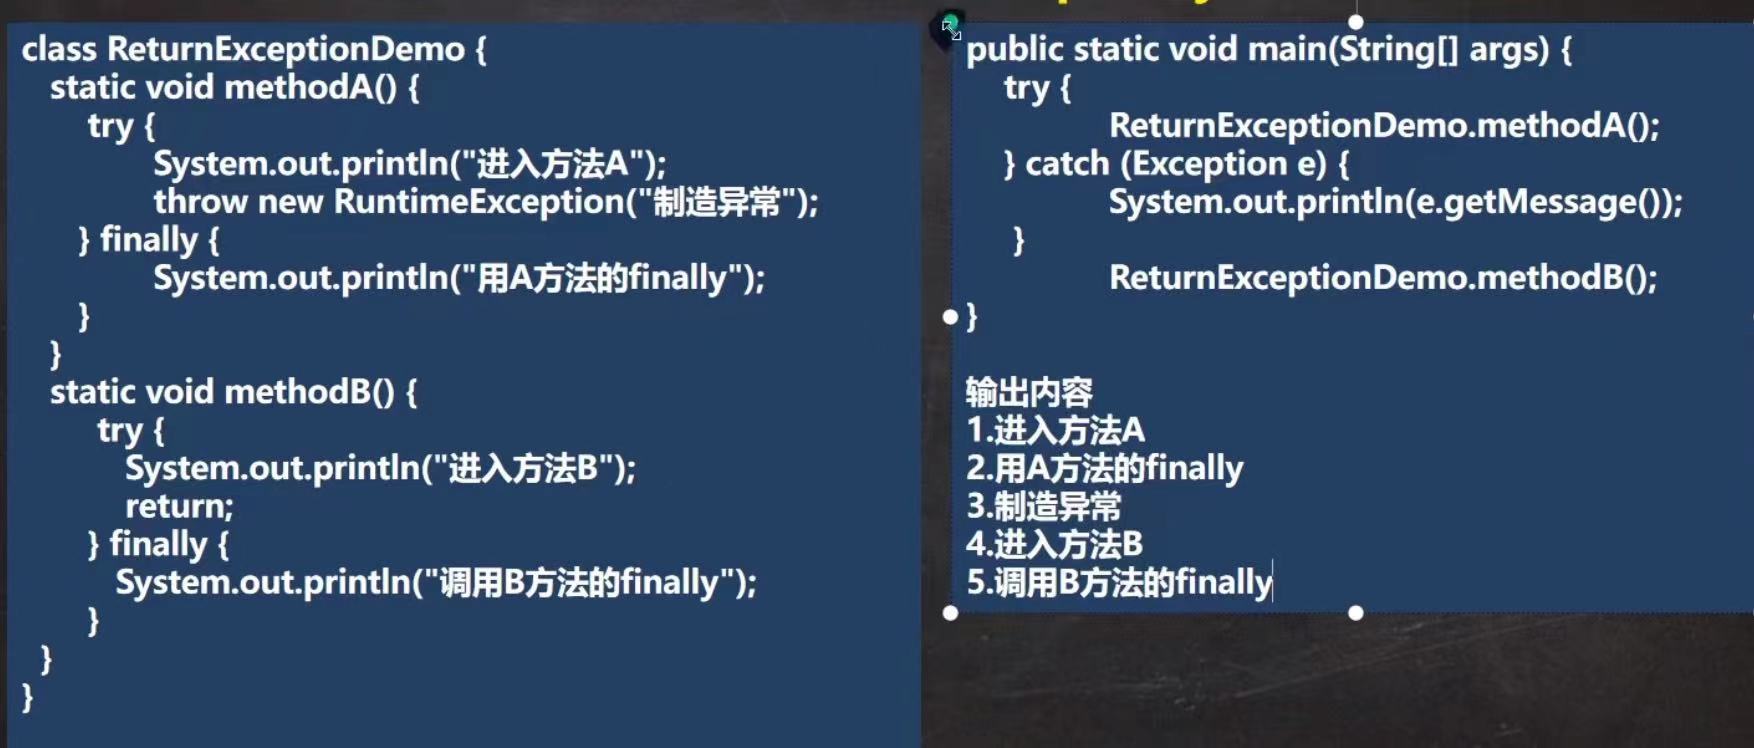 class ReturnExceptionDemo {
static void methodA() {
try {
System.out.println("进入方法A");
throw new RuntimeException("制造异常");
} finally {
System.out.println("用A方法的finally");
}
}
static void methodB() {
try {
System.out.println("进入方法B");
return;
} finally {
System.out.println("调用B方法的finally");
}
}
}
public static void main(String[] args) {
try {
ReturnExceptionDemo.methodA();
} catch (Exception e) {
System.out.println(e.getMessage());
}
ReturnExceptionDemo.methodB();
}
输出内容
1.进入方法A
2.用A方法的finally
3.制造异常
4.进入方法B
5.调用B方法的finally